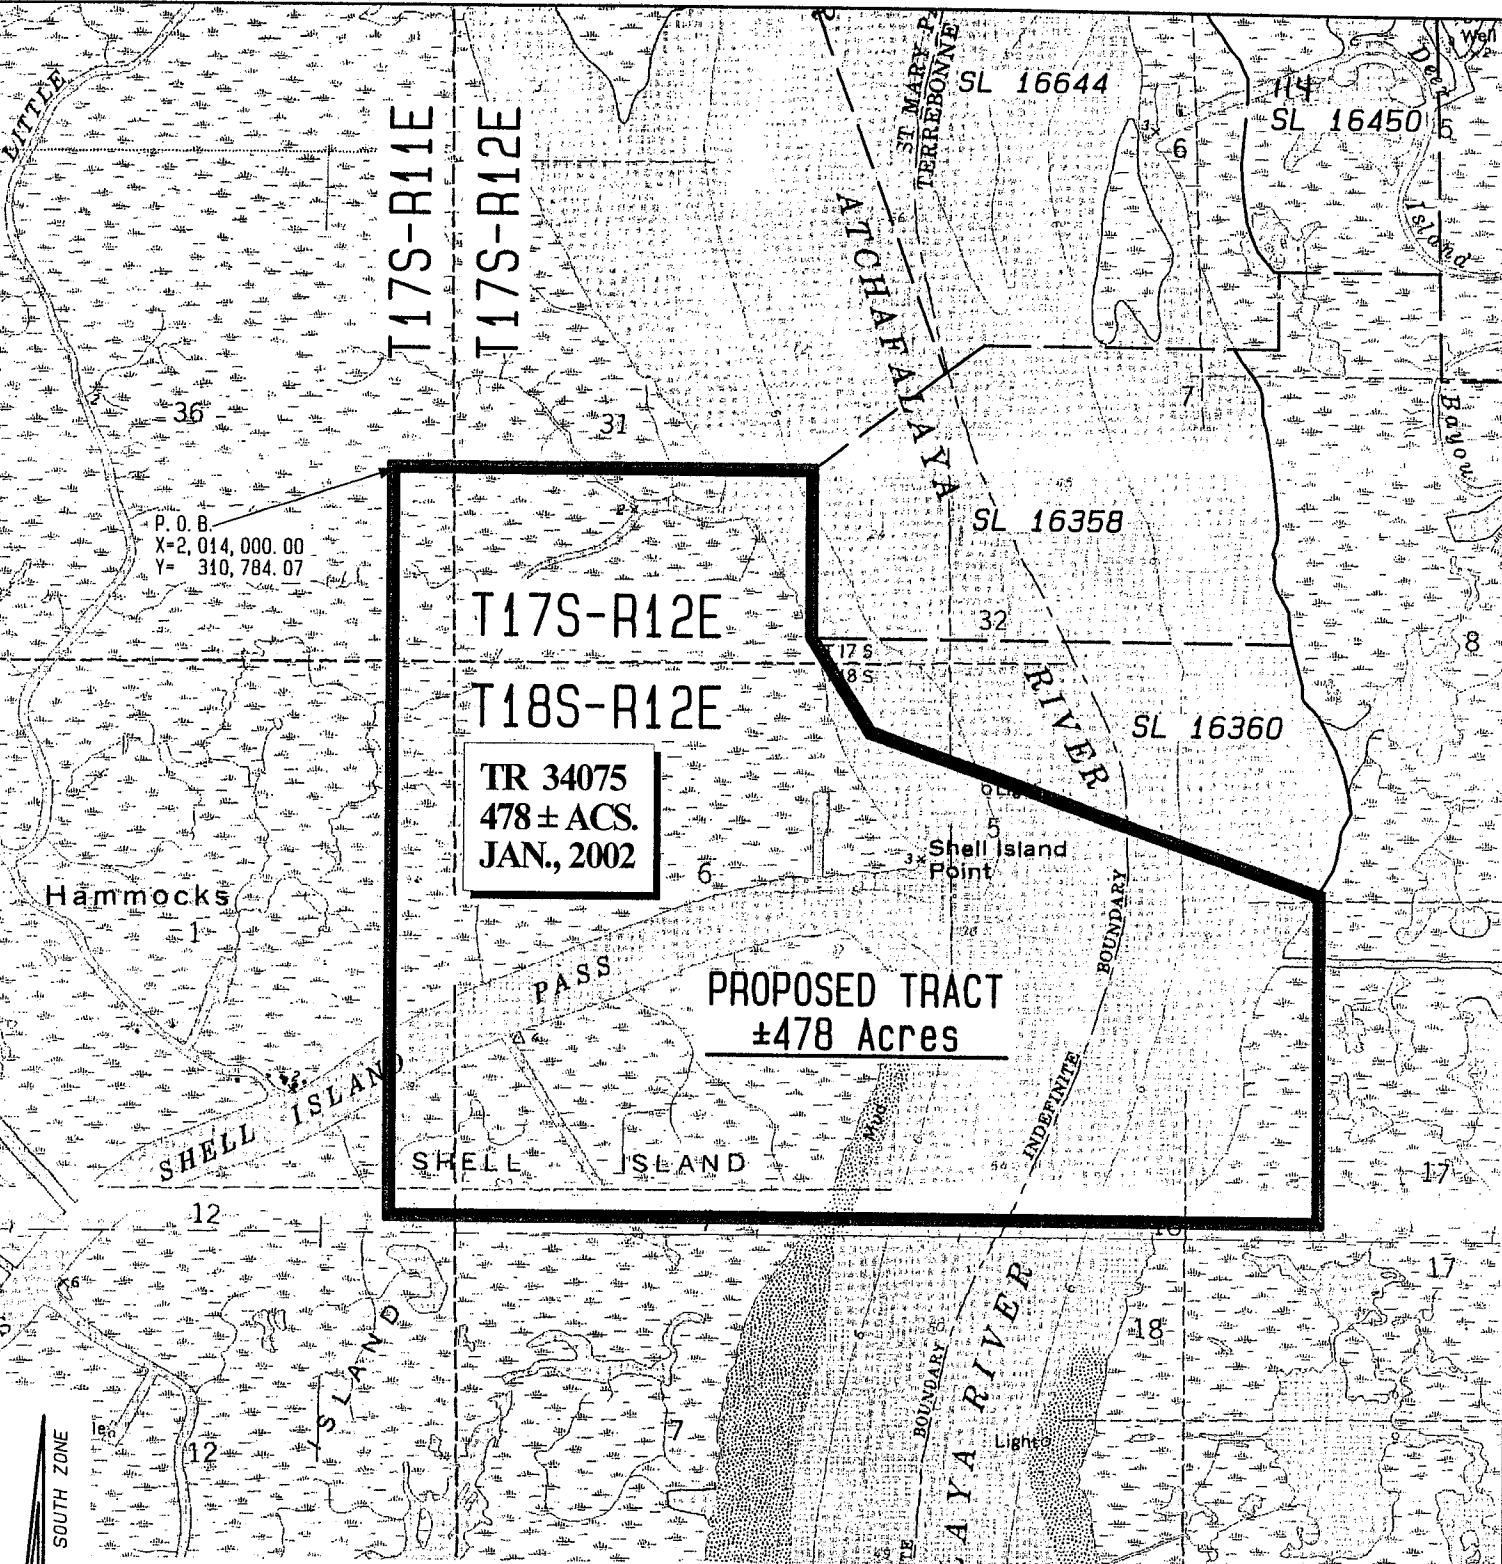 LITTLE
T17S-R11E
T17S-R12E
ST MARY
TERREBONNE
SL 16644
114
SL 16450
Well
Deer
Island
Bayou
5
6
ATCHAFALAYA
RIVER
36
31
7
P.O.B.
X=2,014,000.00
Y= 310,784.07
SL 16358
T17S-R12E
32
T 17 S
18 S
8
T18S-R12E
SL 16360
TR 34075
478 ± ACS.
JAN., 2002
6
5
3 Shell Island
Point
Hammocks
1
PASS
BOUNDARY
PROPOSED TRACT
±478 Acres
INDEFINITE
Mud
SHELL ISLAND
SHELL ISLAND
17
12
17
18
ISLAND
BOUNDARY
AYA RIVER
Light
7
12
SOUTH ZONE